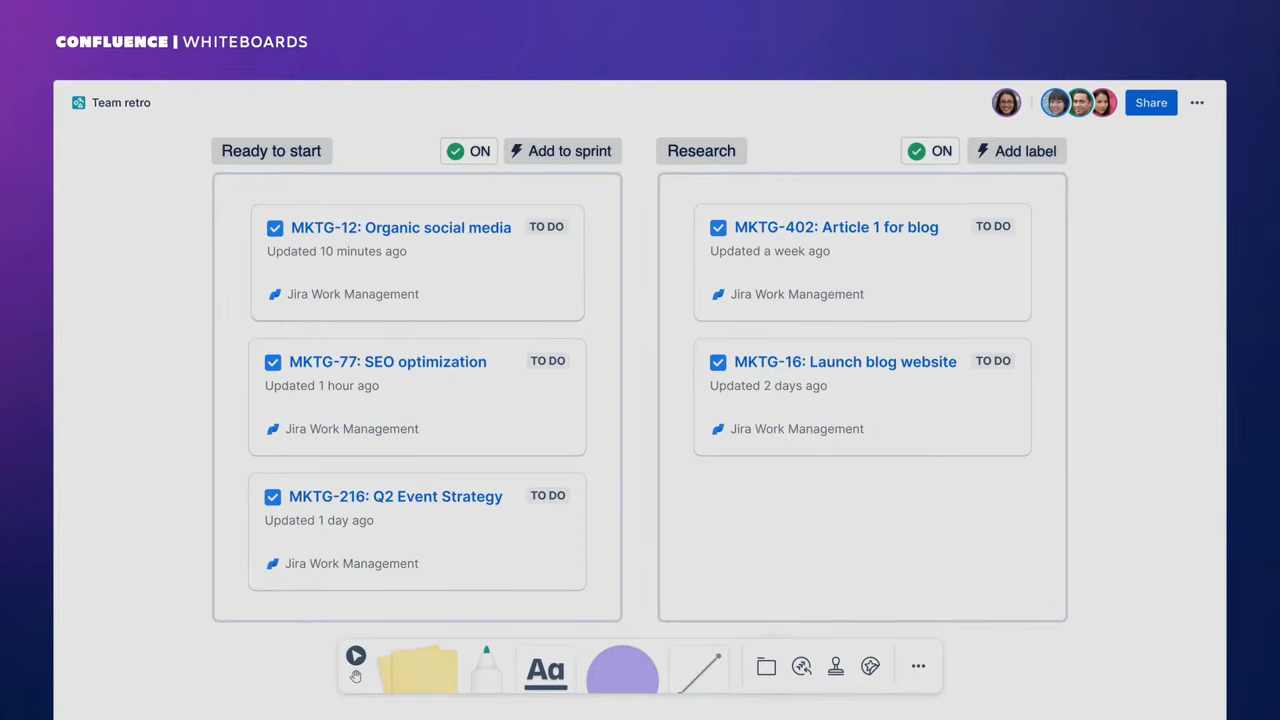 CONFLUENCE | WHITEBOARDS
Team retro
Share
Ready to start
ON
Add to sprint
Research
ON
Add label
MKTG-12: Organic social media
TO DO
Updated 10 minutes ago
Jira Work Management
MKTG-77: SEO optimization
TO DO
Updated 1 hour ago
Jira Work Management
MKTG-216: Q2 Event Strategy
TO DO
Updated 1 day ago
Jira Work Management
MKTG-402: Article 1 for blog
TO DO
Updated a week ago
Jira Work Management
MKTG-16: Launch blog website
TO DO
Updated 2 days ago
Jira Work Management
Aa